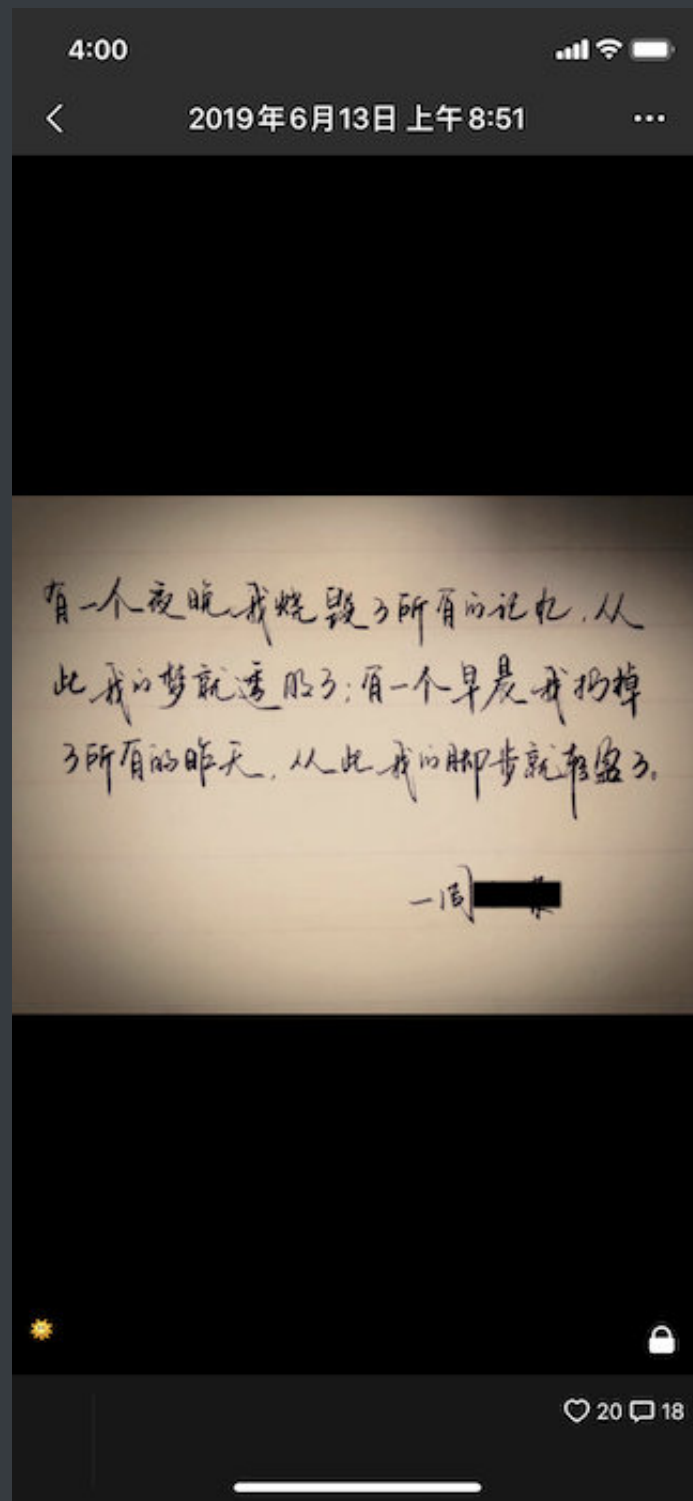 4:00
2019年6月13日 上午8:51
有一个夜晚我烧毁了所有的记忆,从
此我的梦就透明了;有一个早晨我扔掉
了所有的昨天,从此我的脚步就轻盈了。
一周
20 18